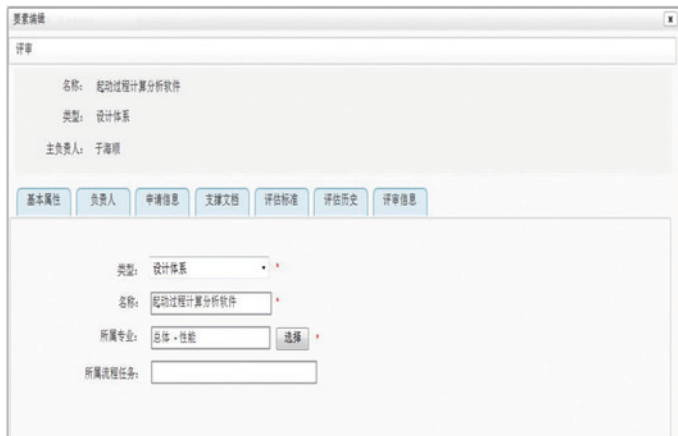 要素编辑 x
评审
名称： 起动过程计算分析软件
类型： 设计体系
主负责人： 于海顺
基本属性 负责人 申请信息 支撑文档 评估标准 评估历史 评审信息
类型： 设计体系 *
名称： 起动过程计算分析软件 *
所属专业： 总体 - 性能 选择 *
所属流程任务：